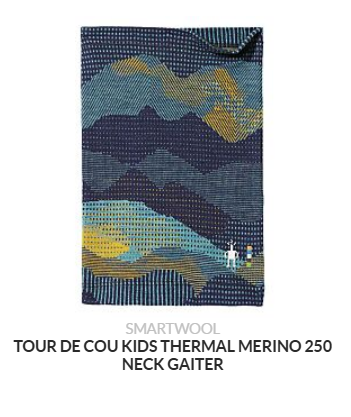 SMARTWOOL
TOUR DE COU KIDS THERMAL MERINO 250
NECK GAITER